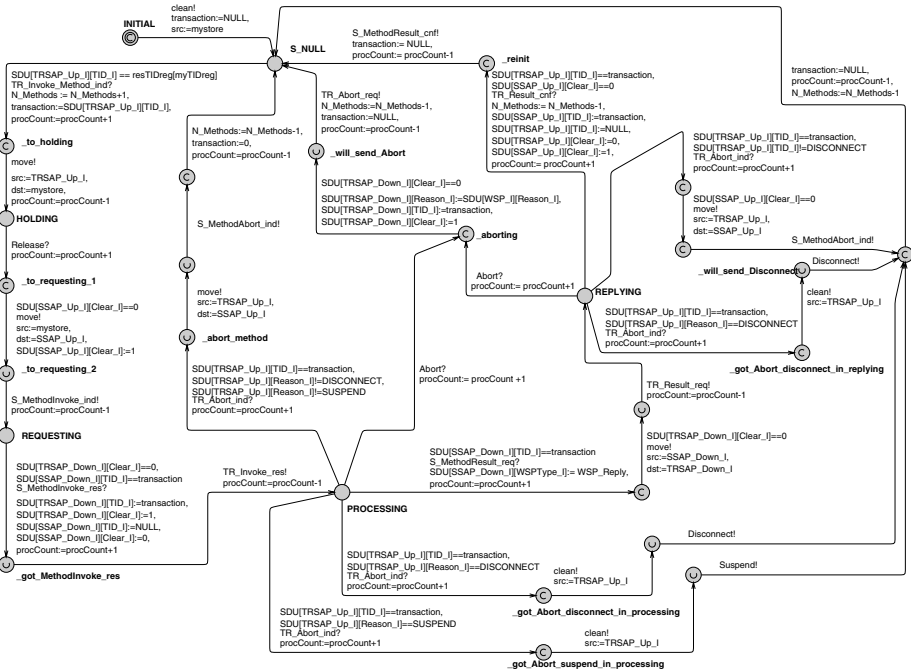 clean!
transaction:=NULL,
src:=mystore
INITIAL
S_NULL
S_MethodResult_cnf!
transaction:= NULL,
procCount:= procCount-1
_reinit
SDU[TRSAP_Up_I][TID_I] == resTIDreg[myTIDreg]
TR_Invoke_Method_ind?
N_Methods := N_Methods+1,
transaction:=SDU[TRSAP_Up_I][TID_I],
procCount:=procCount+1
_to_holding
move!
src:=TRSAP_Up_I,
dst:=mystore,
procCount:=procCount-1
HOLDING
Release?
procCount:=procCount+1
_to_requesting_1
SDU[SSAP_Up_I][Clear_I]==0
move!
src:=mystore,
dst:=SSAP_Up_I,
SDU[SSAP_Up_I][Clear_I]:=1
_to_requesting_2
S_MethodInvoke_ind!
procCount:=procCount-1
REQUESTING
SDU[TRSAP_Down_I][Clear_I]==0,
SDU[SSAP_Down_I][TID_I]==transaction
S_MethodInvoke_res?
SDU[TRSAP_Down_I][TID_I]:=transaction,
SDU[TRSAP_Down_I][Clear_I]:=1,
SDU[SSAP_Down_I][TID_I]:=NULL,
SDU[SSAP_Down_I][Clear_I]:=0,
procCount:=procCount+1
_got_MethodInvoke_res
TR_Invoke_res!
procCount:=procCount-1
N_Methods:=N_Methods-1,
transaction:=0,
procCount:=procCount-1
S_MethodAbort_ind!
move!
src:=TRSAP_Up_I,
dst:=SSAP_Up_I
_abort_method
SDU[TRSAP_Up_I][TID_I]==transaction,
SDU[TRSAP_Up_I][Reason_I]!=DISCONNECT,
SDU[TRSAP_Up_I][Reason_I]!=SUSPEND
TR_Abort_ind?
procCount:=procCount+1
TR_Abort_req!
N_Methods:=N_Methods-1,
transaction:=NULL,
procCount:=procCount-1
_will_send_Abort
SDU[TRSAP_Down_I][Clear_I]==0
SDU[TRSAP_Down_I][Reason_I]:=SDU[WSP_I][Reason_I],
SDU[TRSAP_Down_I][TID_I]:=transaction,
SDU[TRSAP_Down_I][Clear_I]:=1
_aborting
Abort?
procCount:= procCount+1
Abort?
procCount:= procCount +1
SDU[TRSAP_Up_I][TID_I]==transaction,
SDU[SSAP_Up_I][Clear_I]==0
TR_Result_cnf?
N_Methods:= N_Methods-1,
SDU[SSAP_Up_I][TID_I]:=transaction,
SDU[TRSAP_Up_I][TID_I]:=NULL,
SDU[TRSAP_Up_I][Clear_I]:=0,
SDU[SSAP_Up_I][Clear_I]:=1,
procCount:= procCount+1
transaction:=NULL,
procCount:=procCount-1,
N_Methods:=N_Methods-1
SDU[TRSAP_Up_I][TID_I]==transaction,
SDU[TRSAP_Up_I][TID_I]!=DISCONNECT
TR_Abort_ind?
procCount:=procCount+1
SDU[SSAP_Up_I][Clear_I]==0
move!
src:=TRSAP_Up_I,
dst:=SSAP_Up_I
S_MethodAbort_ind!
Disconnect!
_will_send_Disconnect
clean!
src:=TRSAP_Up_I
REPLYING
SDU[TRSAP_Up_I][TID_I]==transaction,
SDU[TRSAP_Up_I][Reason_I]==DISCONNECT
TR_Abort_ind?
procCount:=procCount+1
_got_Abort_disconnect_in_replying
TR_Result_req!
procCount:=procCount-1
SDU[TRSAP_Down_I][Clear_I]==0
move!
src:=SSAP_Down_I,
dst:=TRSAP_Down_I
SDU[SSAP_Down_I][TID_I]==transaction
S_MethodResult_req?
SDU[SSAP_Down_I][WSPType_I]:= WSP_Reply,
procCount:=procCount+1
PROCESSING
SDU[TRSAP_Up_I][TID_I]==transaction,
SDU[TRSAP_Up_I][Reason_I]==DISCONNECT
TR_Abort_ind?
procCount:=procCount+1
clean!
src:=TRSAP_Up_I
Disconnect!
_got_Abort_disconnect_in_processing
Suspend!
SDU[TRSAP_Up_I][TID_I]==transaction,
SDU[TRSAP_Up_I][Reason_I]==SUSPEND
TR_Abort_ind?
procCount:=procCount+1
clean!
src:=TRSAP_Up_I
_got_Abort_suspend_in_processing